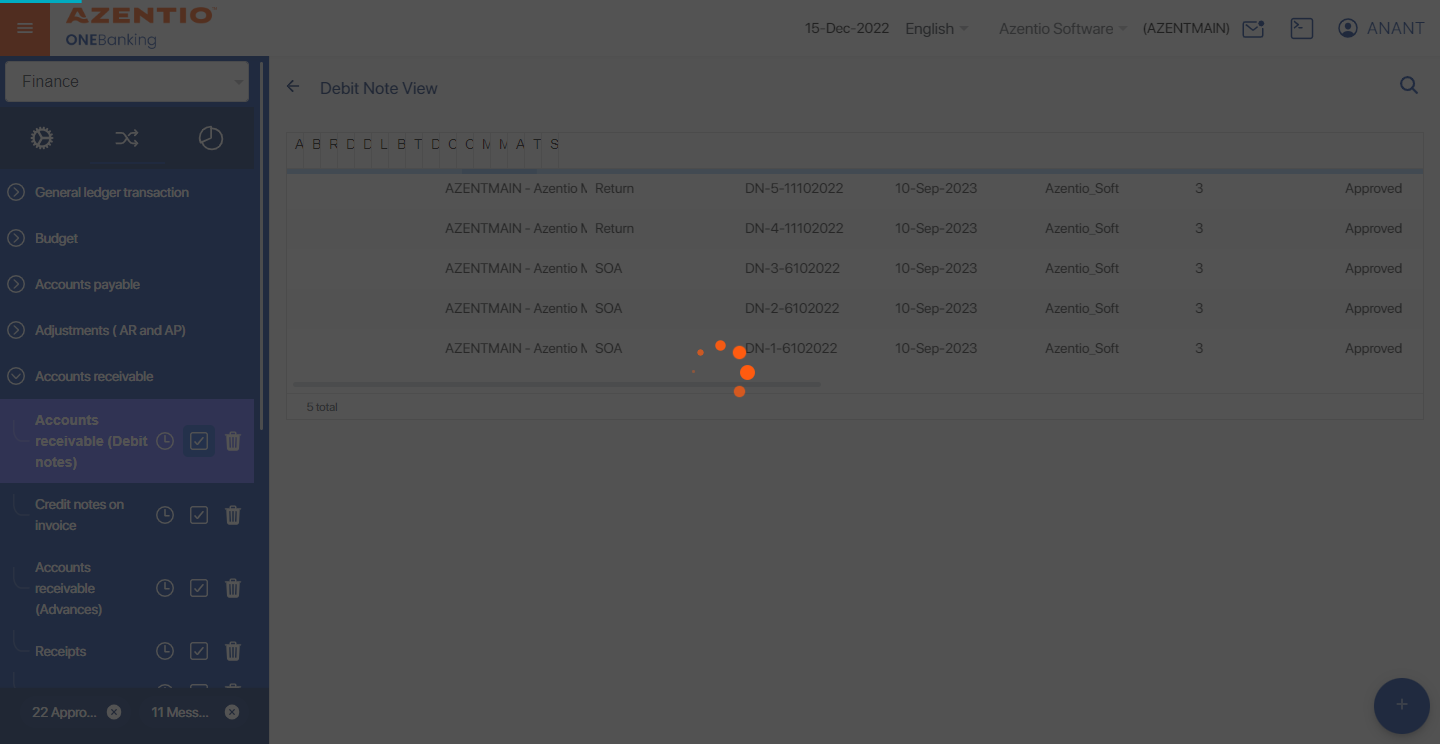 AZENTIO
ONEBanking
15-Dec-2022 English Azentio Software (AZENTMAIN) ANANT
Finance
Debit Note View
A B R D D L B T D C C M M A T S
General ledger transaction
Budget
Accounts payable
Adjustments ( AR and AP)
Accounts receivable
Accounts
receivable (Debit
notes)
Credit notes on
invoice
Accounts
receivable
(Advances)
Receipts
AZENTMAIN - Azentio M Return DN-5-11102022 10-Sep-2023 Azentio_Soft 3 Approved
AZENTMAIN - Azentio M Return DN-4-11102022 10-Sep-2023 Azentio_Soft 3 Approved
AZENTMAIN - Azentio M SOA DN-3-6102022 10-Sep-2023 Azentio_Soft 3 Approved
AZENTMAIN - Azentio M SOA DN-2-6102022 10-Sep-2023 Azentio_Soft 3 Approved
AZENTMAIN - Azentio M SOA DN-1-6102022 10-Sep-2023 Azentio_Soft 3 Approved
5 total
22 Appro... 11 Mess...